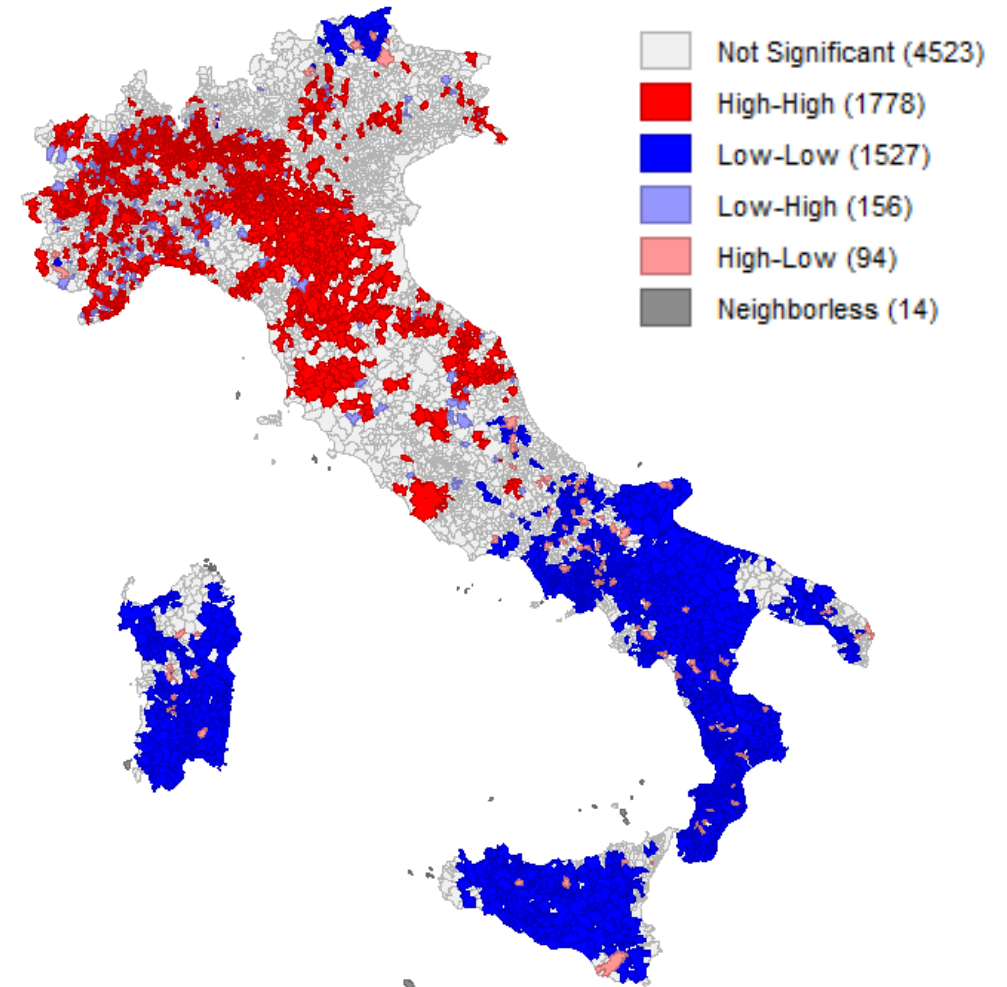 Not Significant (4523)
High-High (1778)
Low-Low (1527)
Low-High (156)
High-Low (94)
Neighborless (14)